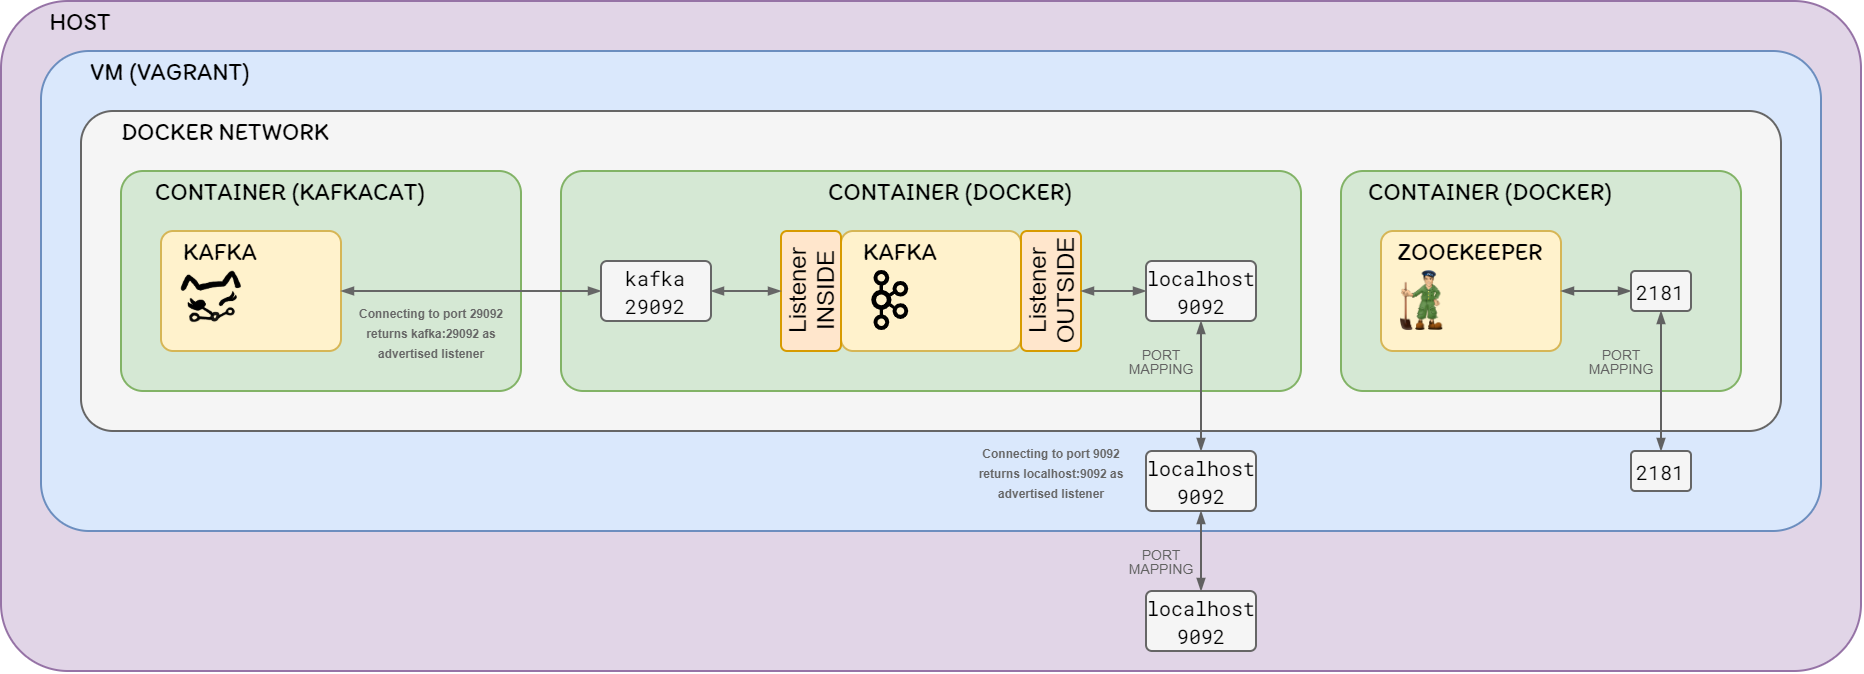 HOST
VM (VAGRANT)
DOCKER NETWORK
CONTAINER (KAFKACAT)
KAFKA
Connecting to port 29092
returns kafka:29092 as
advertised listener
CONTAINER (DOCKER)
kafka
29092
Listener
INSIDE
KAFKA
Listener
OUTSIDE
localhost
9092
PORT
MAPPING
CONTAINER (DOCKER)
ZOOEKEEPER
2181
PORT
MAPPING
Connecting to port 9092
returns localhost:9092 as
advertised listener
localhost
9092
2181
PORT
MAPPING
localhost
9092